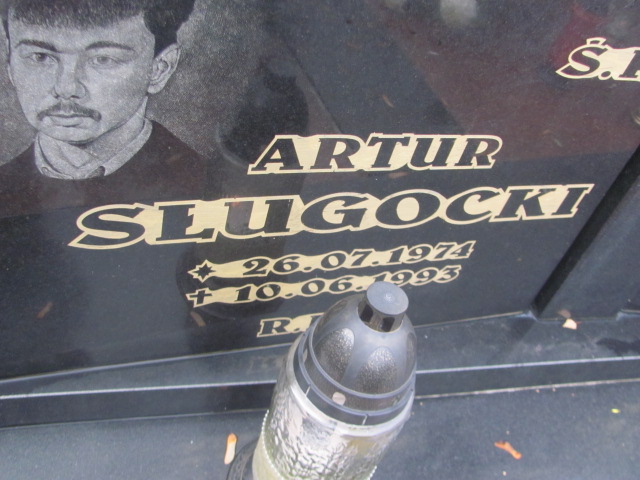 Ś.
ARTUR
SŁUGOCKI
★ 26.07.1974
✝ 10.06.1993
R.